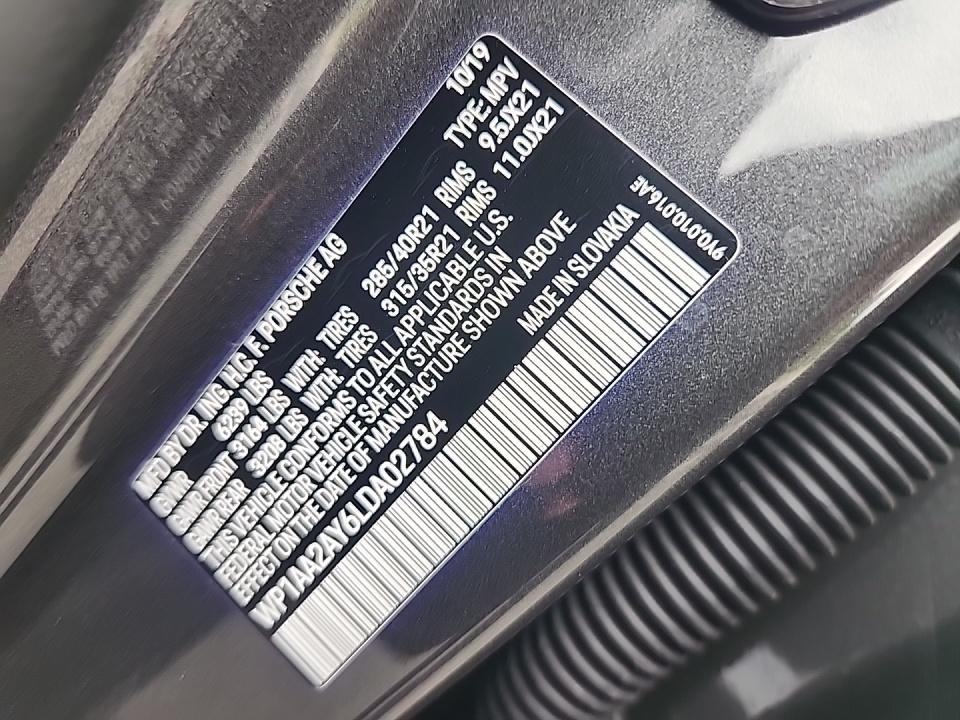 MFD BY DR. ING. H.C. F. PORSCHE AG 10/19
GVWR 6239 LBS TYPE: MPV
GAWR FRONT 3144 LBS WITH: TIRES 285/40R21 RIMS 9.5JX21
GAWR REAR 3208 LBS WITH: TIRES 315/35R21 RIMS 11.0JX21
THIS VEHICLE CONFORMS TO ALL APPLICABLE U.S.
FEDERAL MOTOR VEHICLE SAFETY STANDARDS IN
EFFECT ON THE DATE OF MANUFACTURE SHOWN ABOVE
WP1AA2AY6LDA02784 MADE IN SLOVAKIA
9Y0.010.016.AE